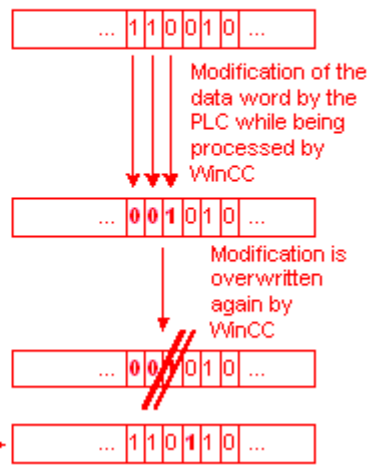 ... 1 1 0 0 1 0 ...
Modification of the
data word by the
PLC while being
processed by
WinCC
... 0 0 1 0 1 0 ...
Modification is
overwritten
again by
WinCC
... 0 0 0 1 0 ...
... 1 1 0 1 1 0 ...